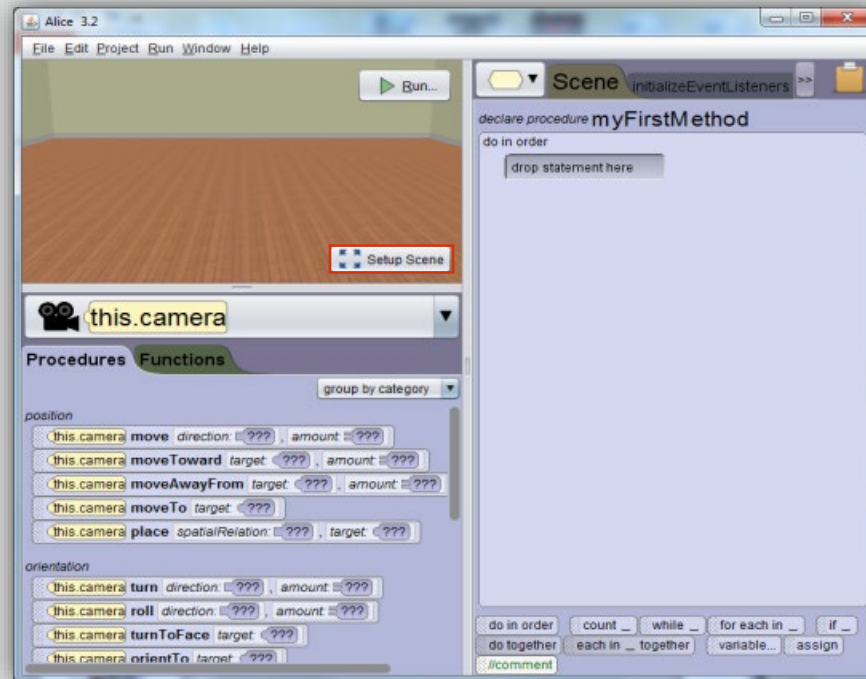 Alice 3.2
File Edit Project Run Window Help
Run...
Setup Scene
this.camera
Procedures Functions
group by category
position
this.camera move direction: ??? , amount: ???
this.camera moveToward target: ??? , amount: ???
this.camera moveAwayFrom target: ??? , amount: ???
this.camera moveTo target: ???
this.camera place spatialRelation: ??? , target: ???
orientation
this.camera turn direction: ??? , amount: ???
this.camera roll direction: ??? , amount: ???
this.camera turnToFace target: ???
this.camera orientTo target: ???
Scene initializeEventListeners >>
declare procedure myFirstMethod
do in order
drop statement here
do in order count _ while _ for each in _ if _
do together each in _ together variable... assign
//comment